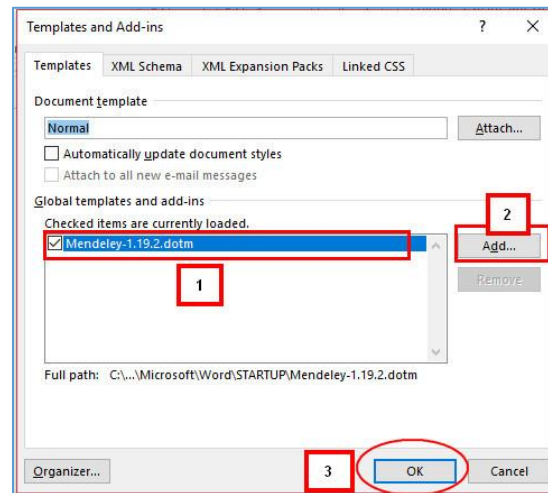 Templates and Add-ins ? X
Templates XML Schema XML Expansion Packs Linked CSS
Document template
Normal Attach...
Automatically update document styles
Attach to all new e-mail messages
Global templates and add-ins
Checked items are currently loaded.
2
Mendeley-1.19.2.dotm Add...
1 Remove
Full path: C:\...\Microsoft\Word\STARTUP\Mendeley-1.19.2.dotm
Organizer... 3 OK Cancel